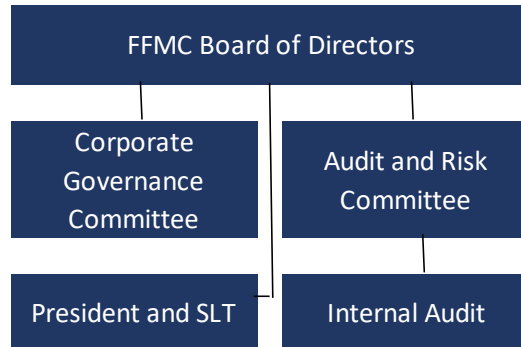 FFMC Board of Directors
Corporate
Governance
Committee
Audit and Risk
Committee
President and SLT
Internal Audit